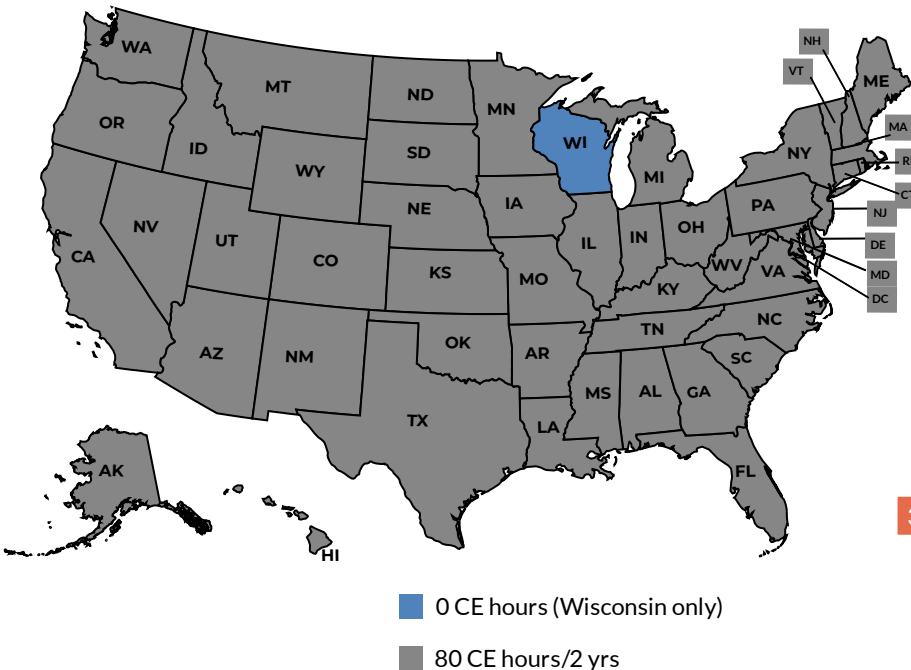 NH
WA
VT
ME
MT
ND
MN
OR
MA
WI
ID
SD
NY
R
WY
MI
CT
NE
IA
PA
NJ
NV
OH
UT
IL
IN
DE
CA
CO
WV
VA
KS
MO
MD
KY
DC
NC
TN
OK
AZ
NM
AR
SC
MS
AL
GA
TX
LA
AK
FL
HI
0 CE hours (Wisconsin only)
80 CE hours/2 yrs